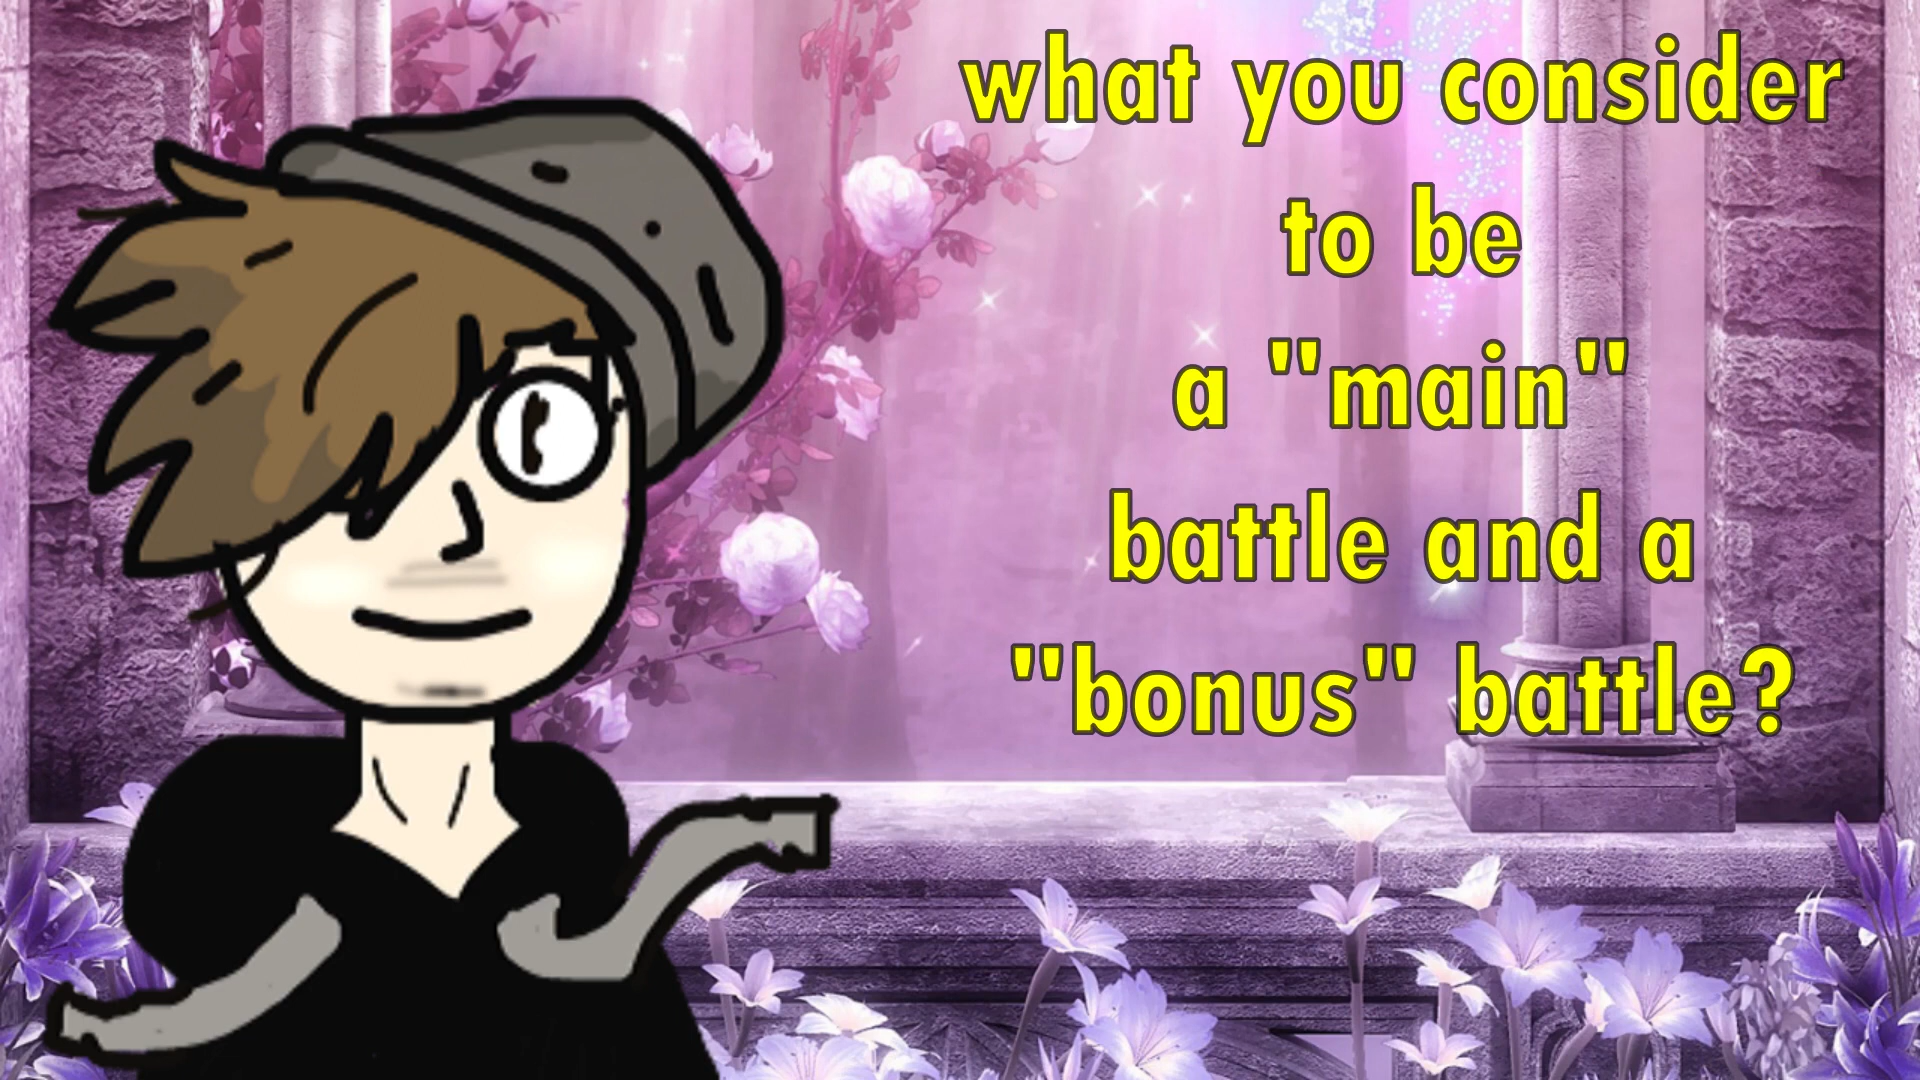 what you consider
to be
a "main"
battle and a
"bonus" battle?